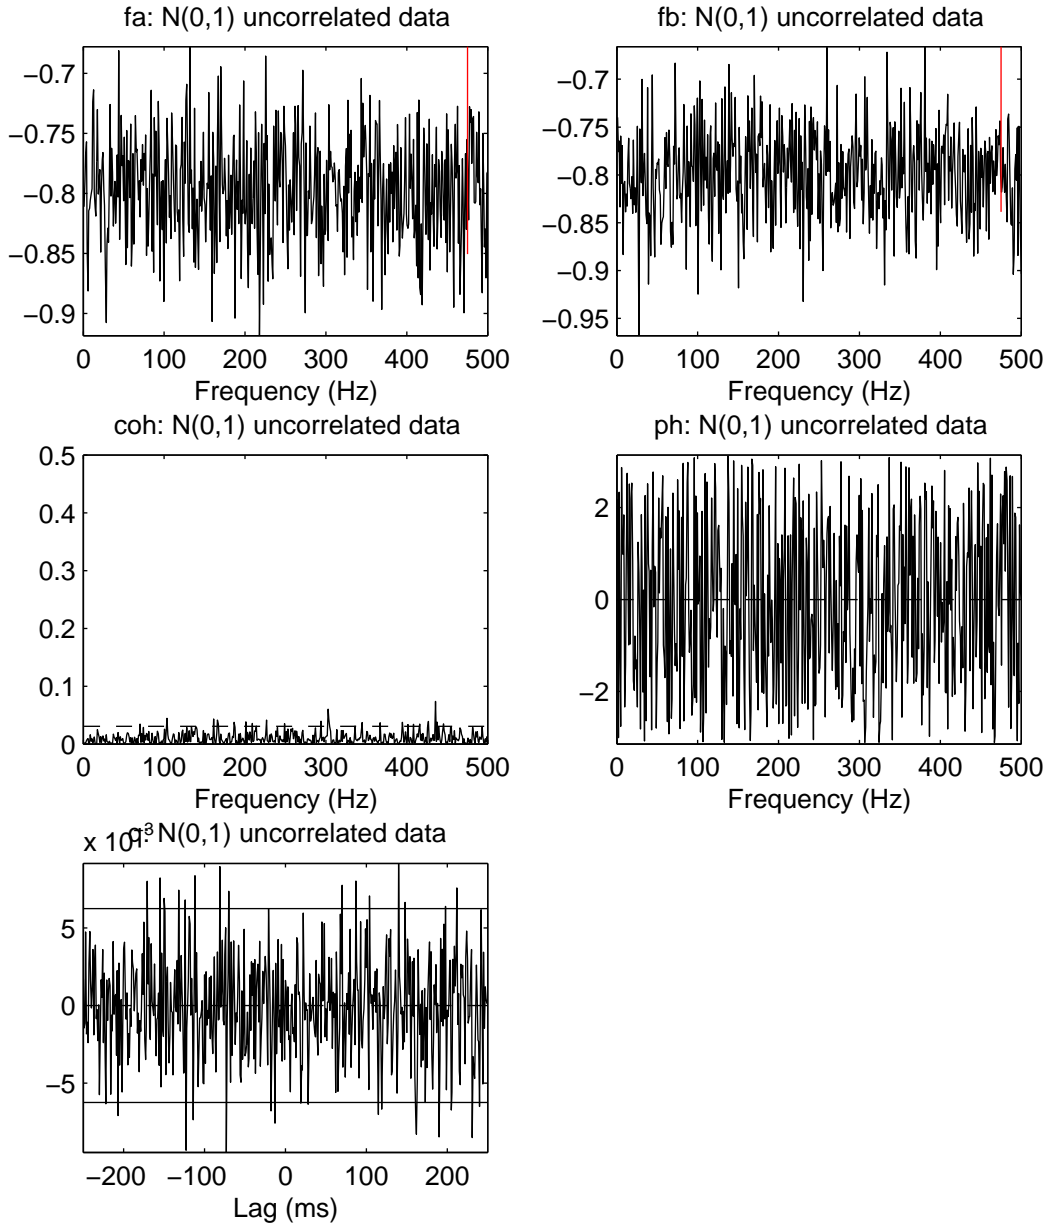 fa: N(0,1) uncorrelated data
−0.7
−0.75
−0.8
−0.85
−0.9
0 100 200 300 400 500
Frequency (Hz)
fb: N(0,1) uncorrelated data
−0.7
−0.75
−0.8
−0.85
−0.9
−0.95
0 100 200 300 400 500
Frequency (Hz)
coh: N(0,1) uncorrelated data
0.5
0.4
0.3
0.2
0.1
0
0 100 200 300 400 500
Frequency (Hz)
ph: N(0,1) uncorrelated data
2
0
−2
0 100 200 300 400 500
Frequency (Hz)
x 10−3
N(0,1) uncorrelated data
5
0
−5
−200 −100 0 100 200
Lag (ms)